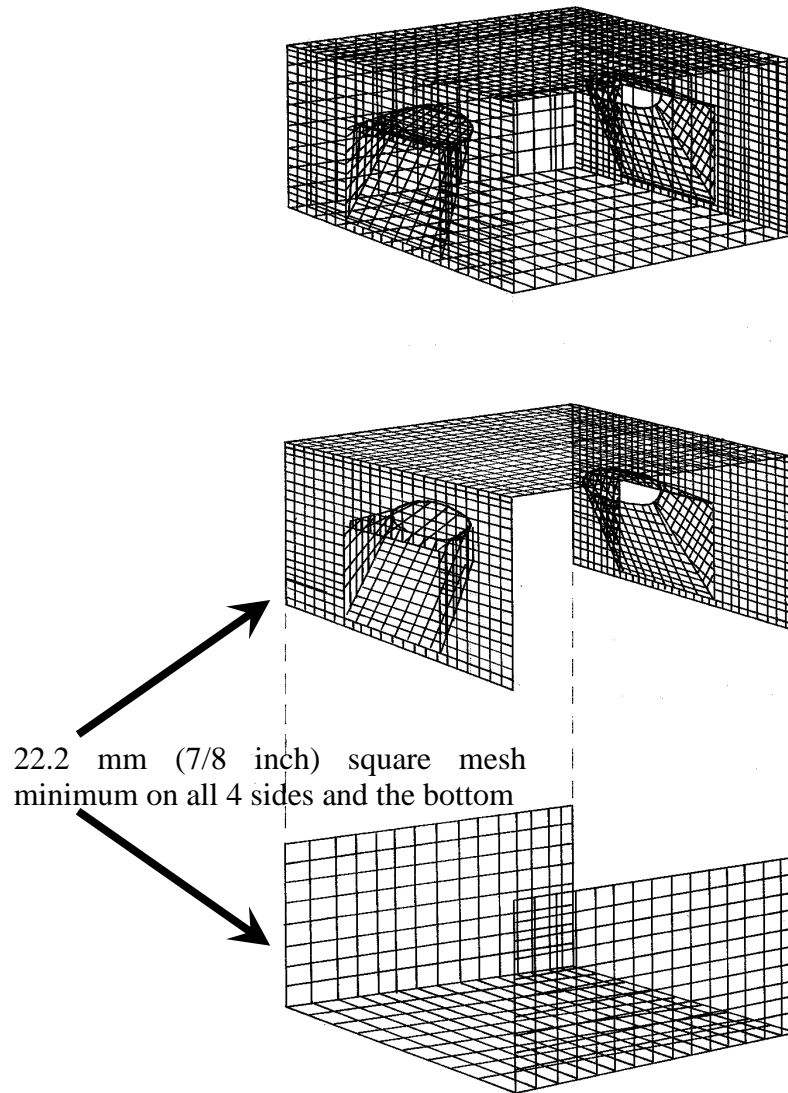 22.2 mm (7/8 inch) square mesh
minimum on all 4 sides and the bottom